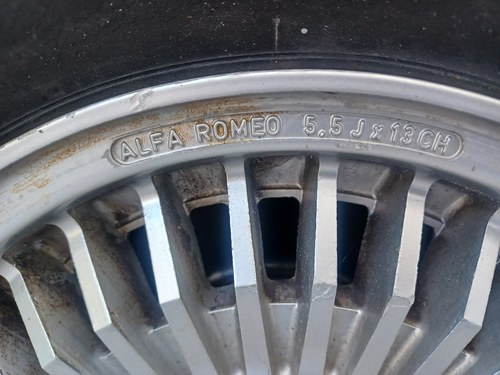 ALFA ROMEO 5.5 J x 13 CH